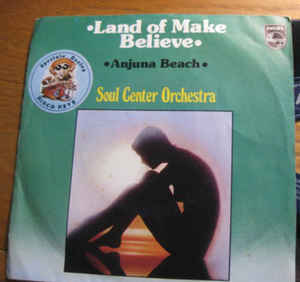 •Land of Make
Believe•
•Anjuna Beach•
Soul Center Orchestra
DISCO HITS